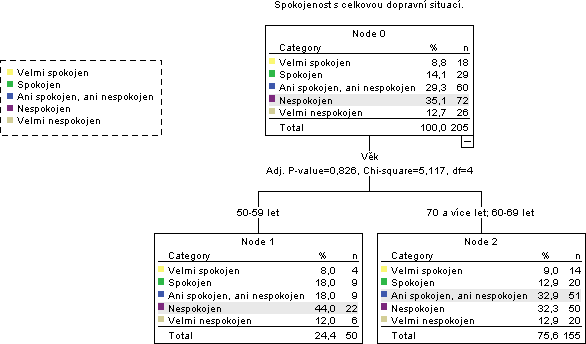 Spokojenost s celkovou dopravní situací.
Velmi spokojen
Spokojen
Ani spokojen, ani nespokojen
Nespokojen
Velmi nespokojen
Node 0
Category % n
Velmi spokojen 8,8 18
Spokojen 14,1 29
Ani spokojen, ani nespokojen 29,3 60
Nespokojen 35,1 72
Velmi nespokojen 12,7 26
Total 100,0 205
Věk
Adj. P-value=0,826, Chi-square=5,117, df=4
50-59 let
70 a více let; 60-69 let
Node 1
Category % n
Velmi spokojen 8,0 4
Spokojen 18,0 9
Ani spokojen, ani nespokojen 18,0 9
Nespokojen 44,0 22
Velmi nespokojen 12,0 6
Total 24,4 50
Node 2
Category % n
Velmi spokojen 9,0 14
Spokojen 12,9 20
Ani spokojen, ani nespokojen 32,9 51
Nespokojen 32,3 50
Velmi nespokojen 12,9 20
Total 75,6 155